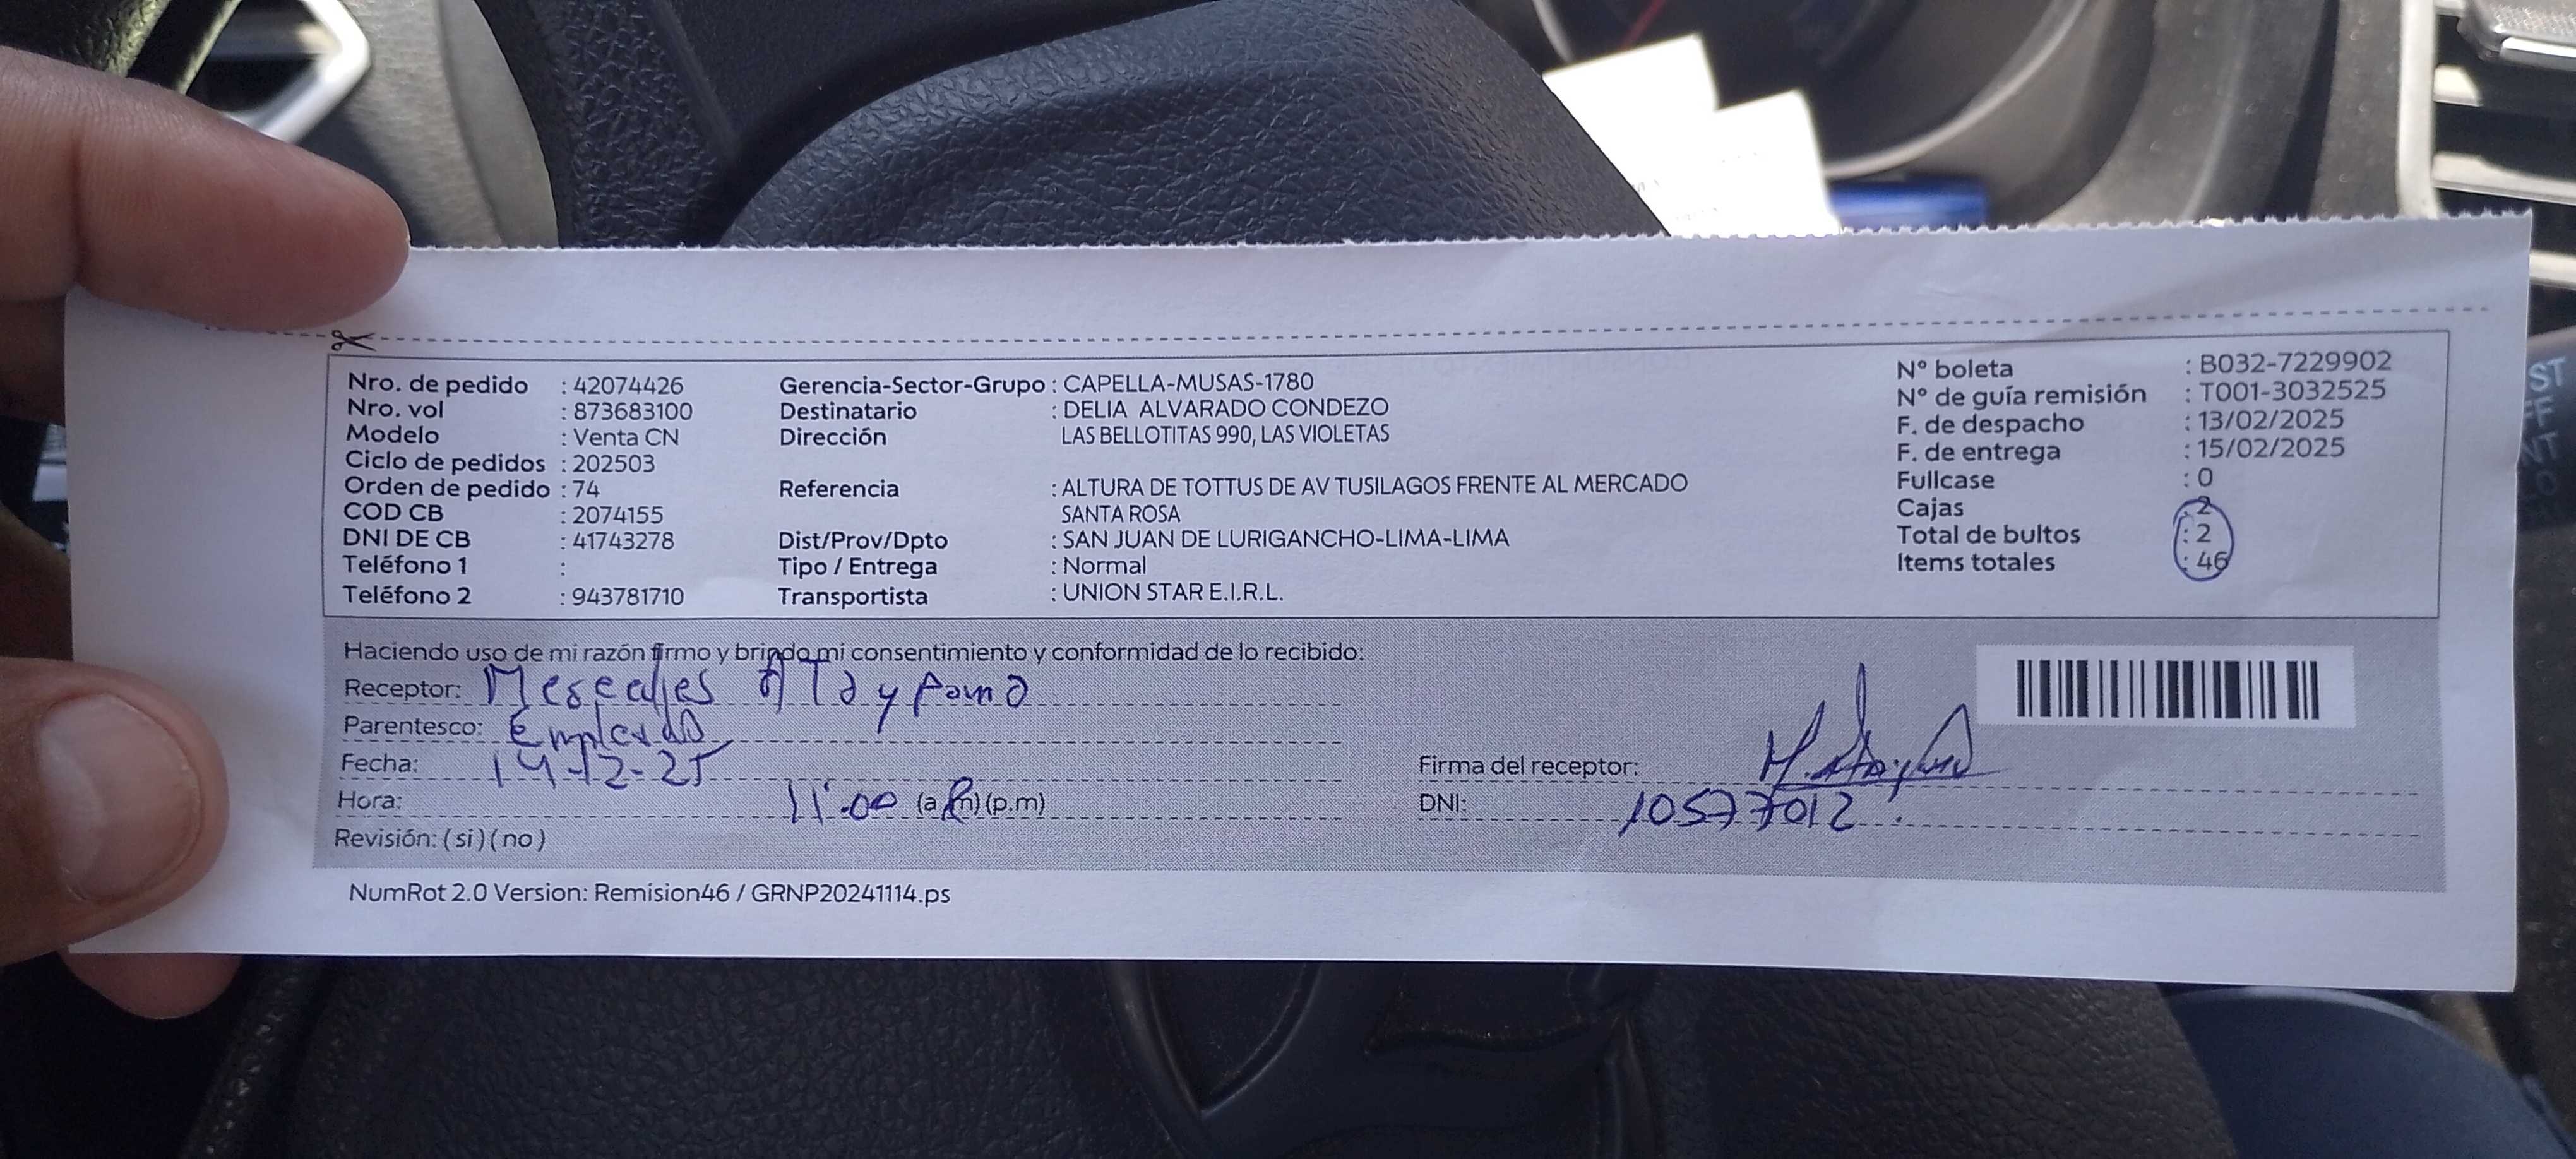 Nro. de pedido : 42074426
Nro. vol : 873683100
Modelo : Venta CN
Ciclo de pedidos : 202503
Orden de pedido : 74
COD CB : 2074155
DNI DE CB : 41743278
Teléfono 1 :
Teléfono 2 : 943781710
Gerencia-Sector-Grupo : CAPELLA-MUSAS-1780
Destinatario : DELIA ALVARADO CONDEZO
Dirección LAS BELLOTITAS 990, LAS VIOLETAS
Referencia : ALTURA DE TOTTUS DE AV TUSILAGOS FRENTE AL MERCADO
SANTA ROSA
Dist/Prov/Dpto : SAN JUAN DE LURIGANCHO-LIMA-LIMA
Tipo / Entrega : Normal
Transportista : UNION STAR E.I.R.L.
N° boleta : B032-7229902
N° de guía remisión : T001-3032525
F. de despacho : 13/02/2025
F. de entrega : 15/02/2025
Fullcase : 0
Cajas : 2
Total de bultos : 2
Items totales : 46
Haciendo uso de mi razón firmo y brindo mi consentimiento y conformidad de lo recibido:
Receptor:
Parentesco:
Fecha: 14-12-25
Hora: 11:00 (a.m)(p.m)
Revisión: (si)(no)
Firma del receptor:
DNI: 10577012
NumRot 2.0 Version: Remision46 / GRNP20241114.ps